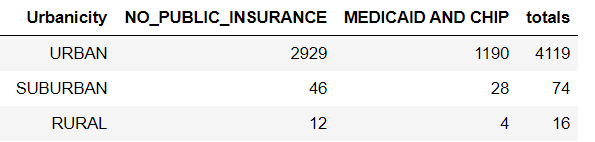 Urbanicity NO_PUBLIC_INSURANCE MEDICAID AND CHIP totals
URBAN 2929 1190 4119
SUBURBAN 46 28 74
RURAL 12 4 16